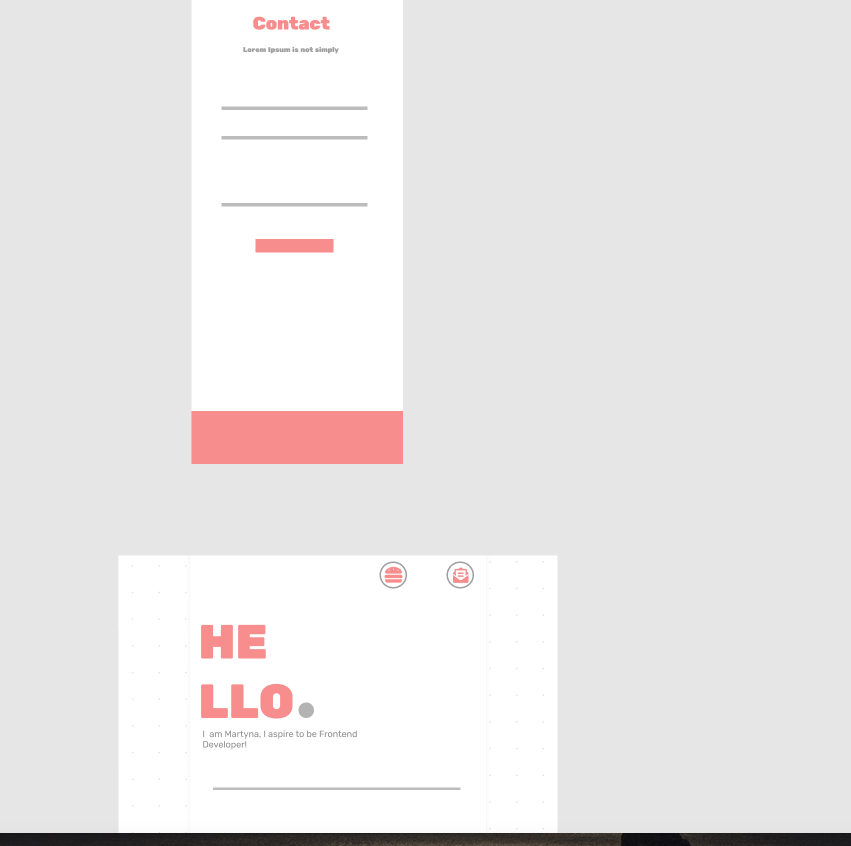 Contact
Lorem Ipsum is not simply
HE
LLO.
I am Martyna, I aspire to be Frontend
Developer!